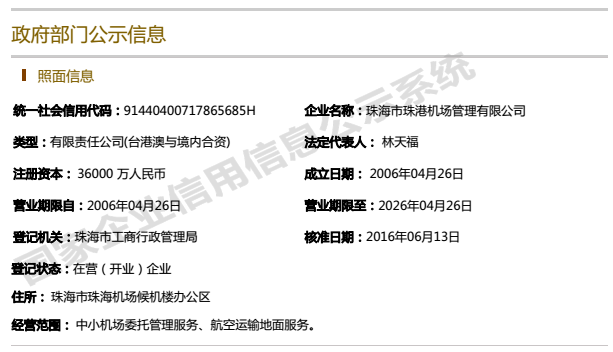 政府部门公示信息
照面信息
统一社会信用代码：91440400717865685H 企业名称：珠海市珠港机场管理有限公司
类型：有限责任公司(台港澳与境内合资) 法定代表人： 林天福
注册资本： 36000 万人民币 成立日期： 2006年04月26日
营业期限自：2006年04月26日 营业期限至：2026年04月26日
登记机关：珠海市工商行政管理局 核准日期：2016年06月13日
登记状态：在营（开业）企业
住所： 珠海市珠海机场候机楼办公区
经营范围： 中小机场委托管理服务、航空运输地面服务。
国家企业信用信息公示系统